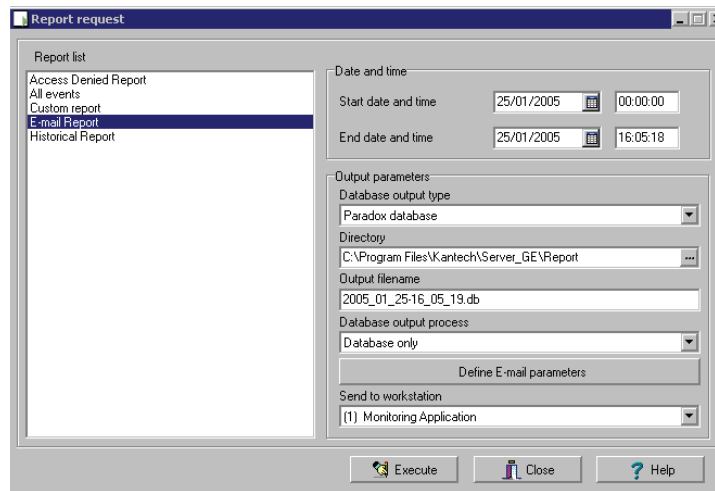 Report request
Report list
Access Denied Report
All events
Custom report
E-mail Report
Historical Report
Date and time
Start date and time 25/01/2005 00:00:00
End date and time 25/01/2005 16:05:18
Output parameters
Database output type
Paradox database
Directory
C:\Program Files\Kantech\Server_GE\Report ...
Output filename
2005_01_25-16_05_19.db
Database output process
Database only
Define E-mail parameters
Send to workstation
(1) Monitoring Application
Execute Close ? Help